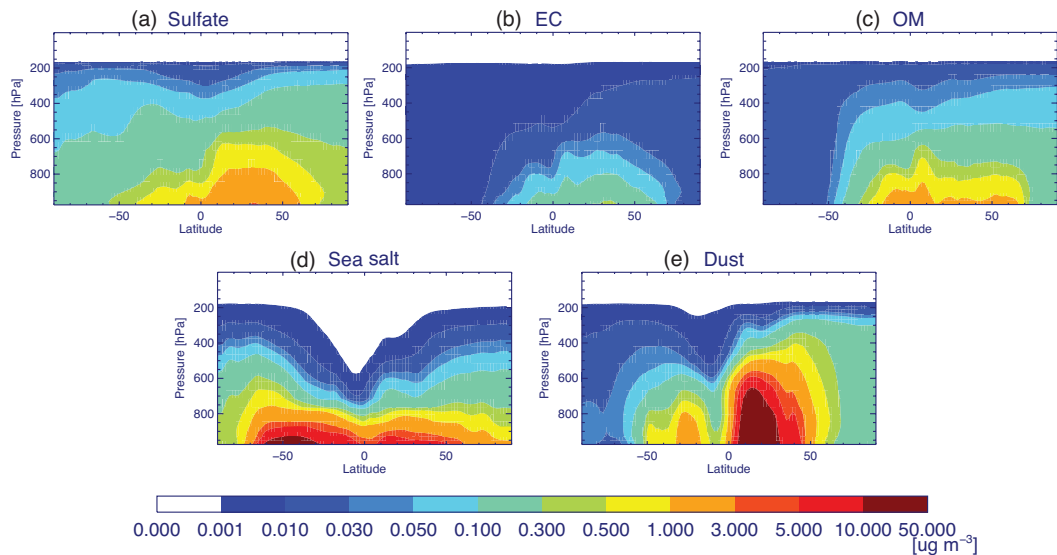 (a) Sulfate
(b) EC
(c) OM
Pressure [hPa]
200
400
600
800
−50 0 50
Latitude
Pressure [hPa]
200
400
600
800
−50 0 50
Latitude
Pressure [hPa]
200
400
600
800
−50 0 50
Latitude
(d) Sea salt
(e) Dust
Pressure [hPa]
200
400
600
800
−50 0 50
Latitude
Pressure [hPa]
200
400
600
800
−50 0 50
Latitude
0.000 0.001 0.010 0.030 0.050 0.100 0.300 0.500 1.000 3.000 5.000 10.000 50.000
[ug m⁻³]